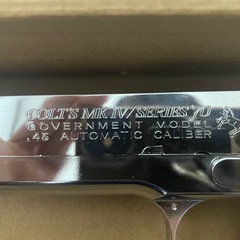 COLT'S MK IV/SERIES'70
GOVERNMENT MODEL
.45 AUTOMATIC CALIBER